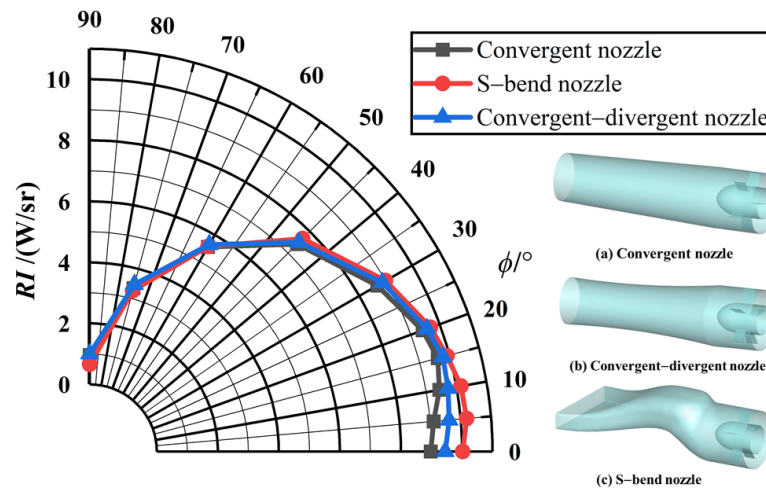 90
80
70
60
50
40
30
20
10
0
10
8
6
4
2
0
RI /(W/sr)
ϕ/°
Convergent nozzle
S−bend nozzle
Convergent−divergent nozzle
(a) Convergent nozzle
(b) Convergent−divergent nozzle
(c) S−bend nozzle